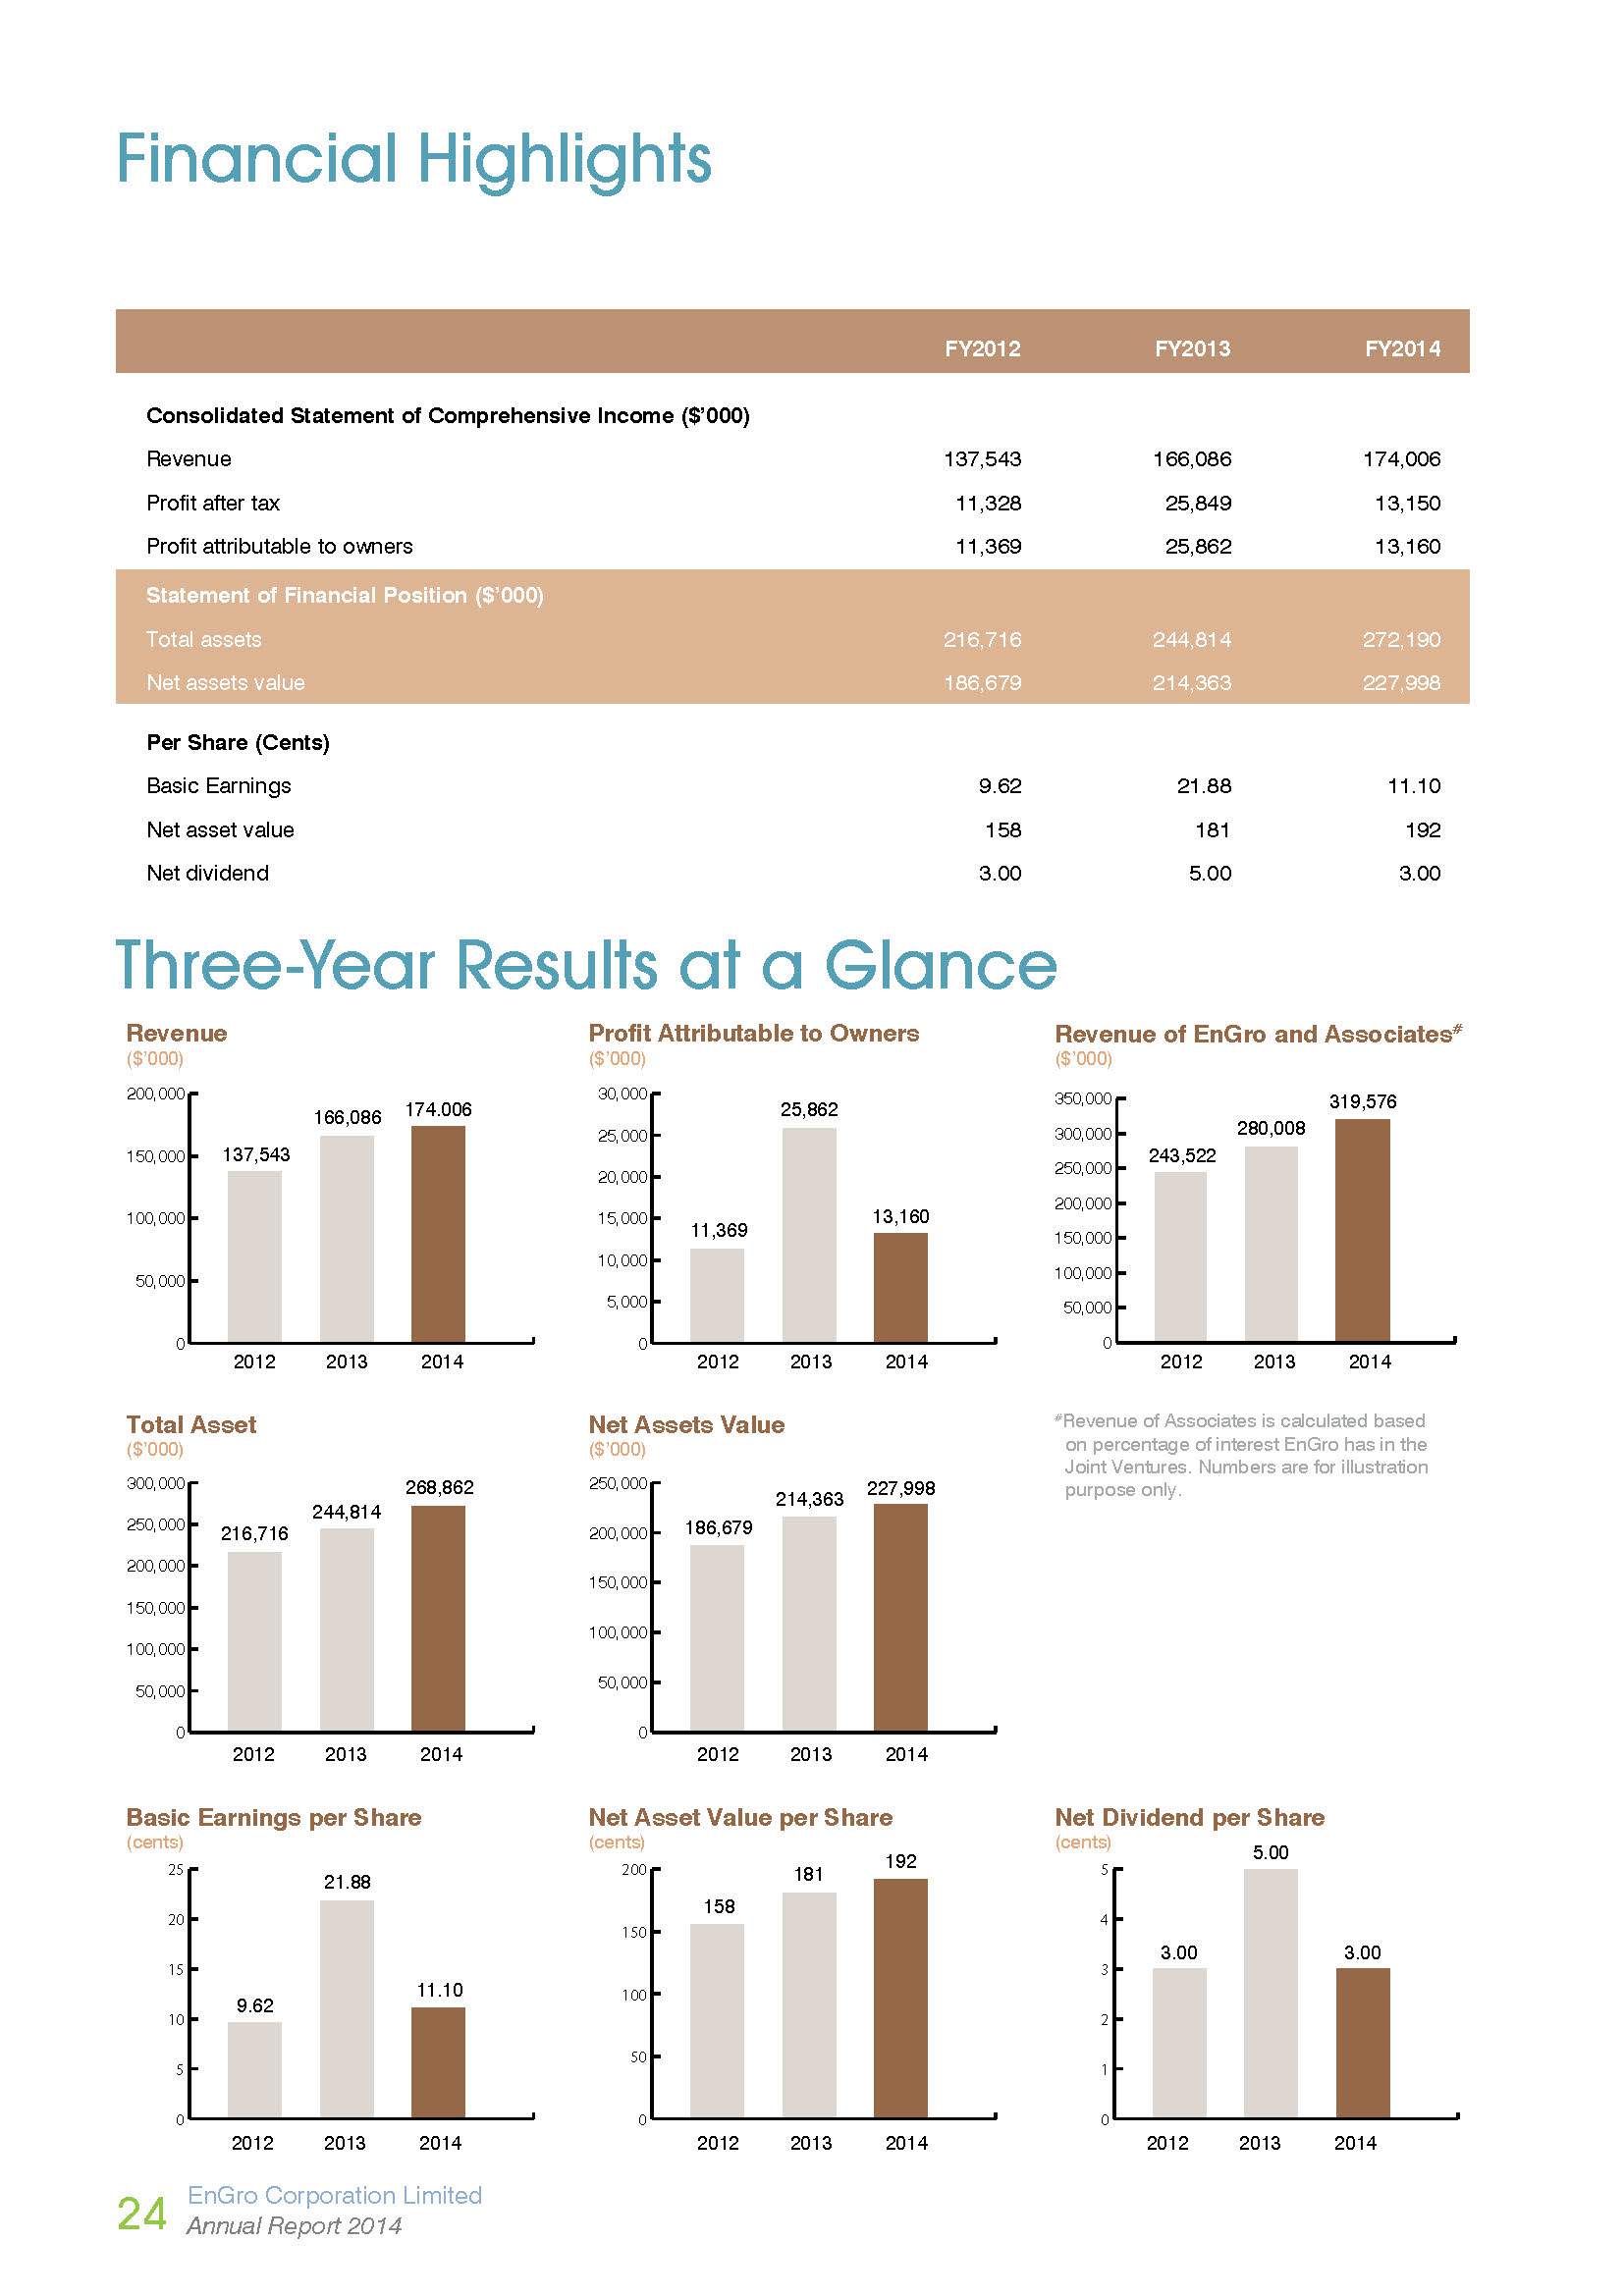 Financial Highlights
FY2012 FY2013 FY2014
Consolidated Statement of Comprehensive Income ($’000)
Revenue 137,543 166,086 174,006
Profit after tax 11,328 25,849 13,150
Profit attributable to owners 11,369 25,862 13,160
Statement of Financial Position ($’000)
Total assets 216,716 244,814 272,190
Net assets value 186,679 214,363 227,998
Per Share (Cents)
Basic Earnings 9.62 21.88 11.10
Net asset value 158 181 192
Net dividend 3.00 5.00 3.00
Three-Year Results at a Glance
Revenue
($’000)
200,000
150,000
100,000
50,000
0
137,543
166,086
174.006
2012 2013 2014
Profit Attributable to Owners
($’000)
30,000
25,000
20,000
15,000
10,000
5,000
0
11,369
25,862
13,160
2012 2013 2014
Revenue of EnGro and Associates#
($’000)
350,000
300,000
250,000
200,000
150,000
100,000
50,000
0
243,522
280,008
319,576
2012 2013 2014
Total Asset
($’000)
300,000
250,000
200,000
150,000
100,000
50,000
0
216,716
244,814
268,862
2012 2013 2014
Net Assets Value
($’000)
250,000
200,000
150,000
100,000
50,000
0
186,679
214,363
227,998
2012 2013 2014
#Revenue of Associates is calculated based
on percentage of interest EnGro has in the
Joint Ventures. Numbers are for illustration
purpose only.
Basic Earnings per Share
(cents)
25
20
15
10
5
0
9.62
21.88
11.10
2012 2013 2014
Net Asset Value per Share
(cents)
200
150
100
50
0
158
181
192
2012 2013 2014
Net Dividend per Share
(cents)
5
4
3
2
1
0
3.00
5.00
3.00
2012 2013 2014
24
EnGro Corporation Limited
Annual Report 2014